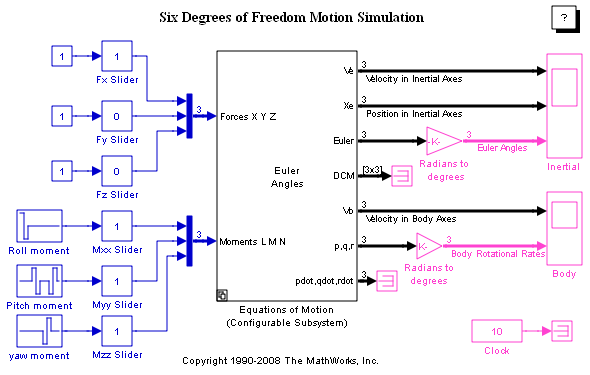 Six Degrees of Freedom Motion Simulation
?
1
1
Fx Slider
1
0
Fy Slider
1
0
Fz Slider
3
Forces X Y Z
Roll moment
1
Mxx Slider
Pitch moment
1
Myy Slider
yaw moment
1
Mzz Slider
3
Moments L M N
Euler
Angles
Equations of Motion
(Configurable Subsystem)
Ve
3
Velocity in Inertial Axes
3
Xe
3
Position in Inertial Axes
3
Euler
3
-K-
Radians to
degrees
3
Euler Angles
Inertial
DCM
[3x3]
Vb
3
Velocity in Body Axes
3
p,q,r
3
-K-
Radians to
degrees
3
Body Rotational Rates
Body
pdot,qdot,rdot
3
10
Clock
Copyright 1990-2008 The MathWorks, Inc.